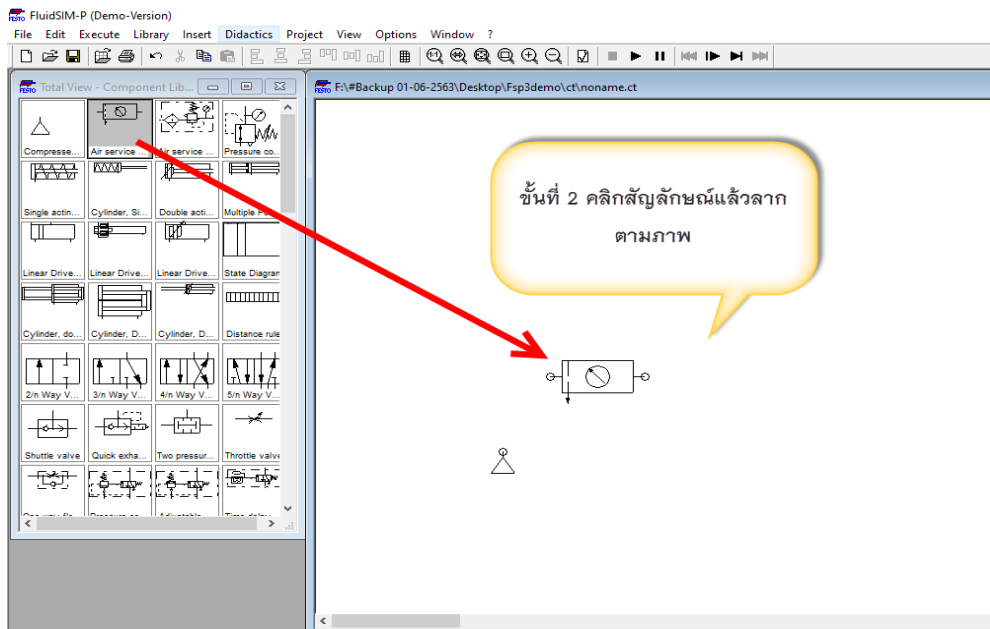 FluidSIM-P (Demo-Version)
File Edit Execute Library Insert Didactics Project View Options Window ?
FESTO Total View - Component Lib...
FESTO F:\#Backup 01-06-2563\Desktop\Fsp3demo\ct\noname.ct
Compresse... Air service ... Air service ... Pressure co...
Single actin... Cylinder, Si... Double acti... Multiple Po
Linear Drive... Linear Drive... Linear Drive... State Diagram
Cylinder, do... Cylinder, D... Cylinder, D... Distance rule
2/n Way V... 3/n Way V... 4/n Way V... 5/n Way V...
Shuttle valve Quick exha... Two pressur... Throttle valve
ขั้นที่ 2 คลิกสัญลักษณ์แล้วลาก
ตามภาพ